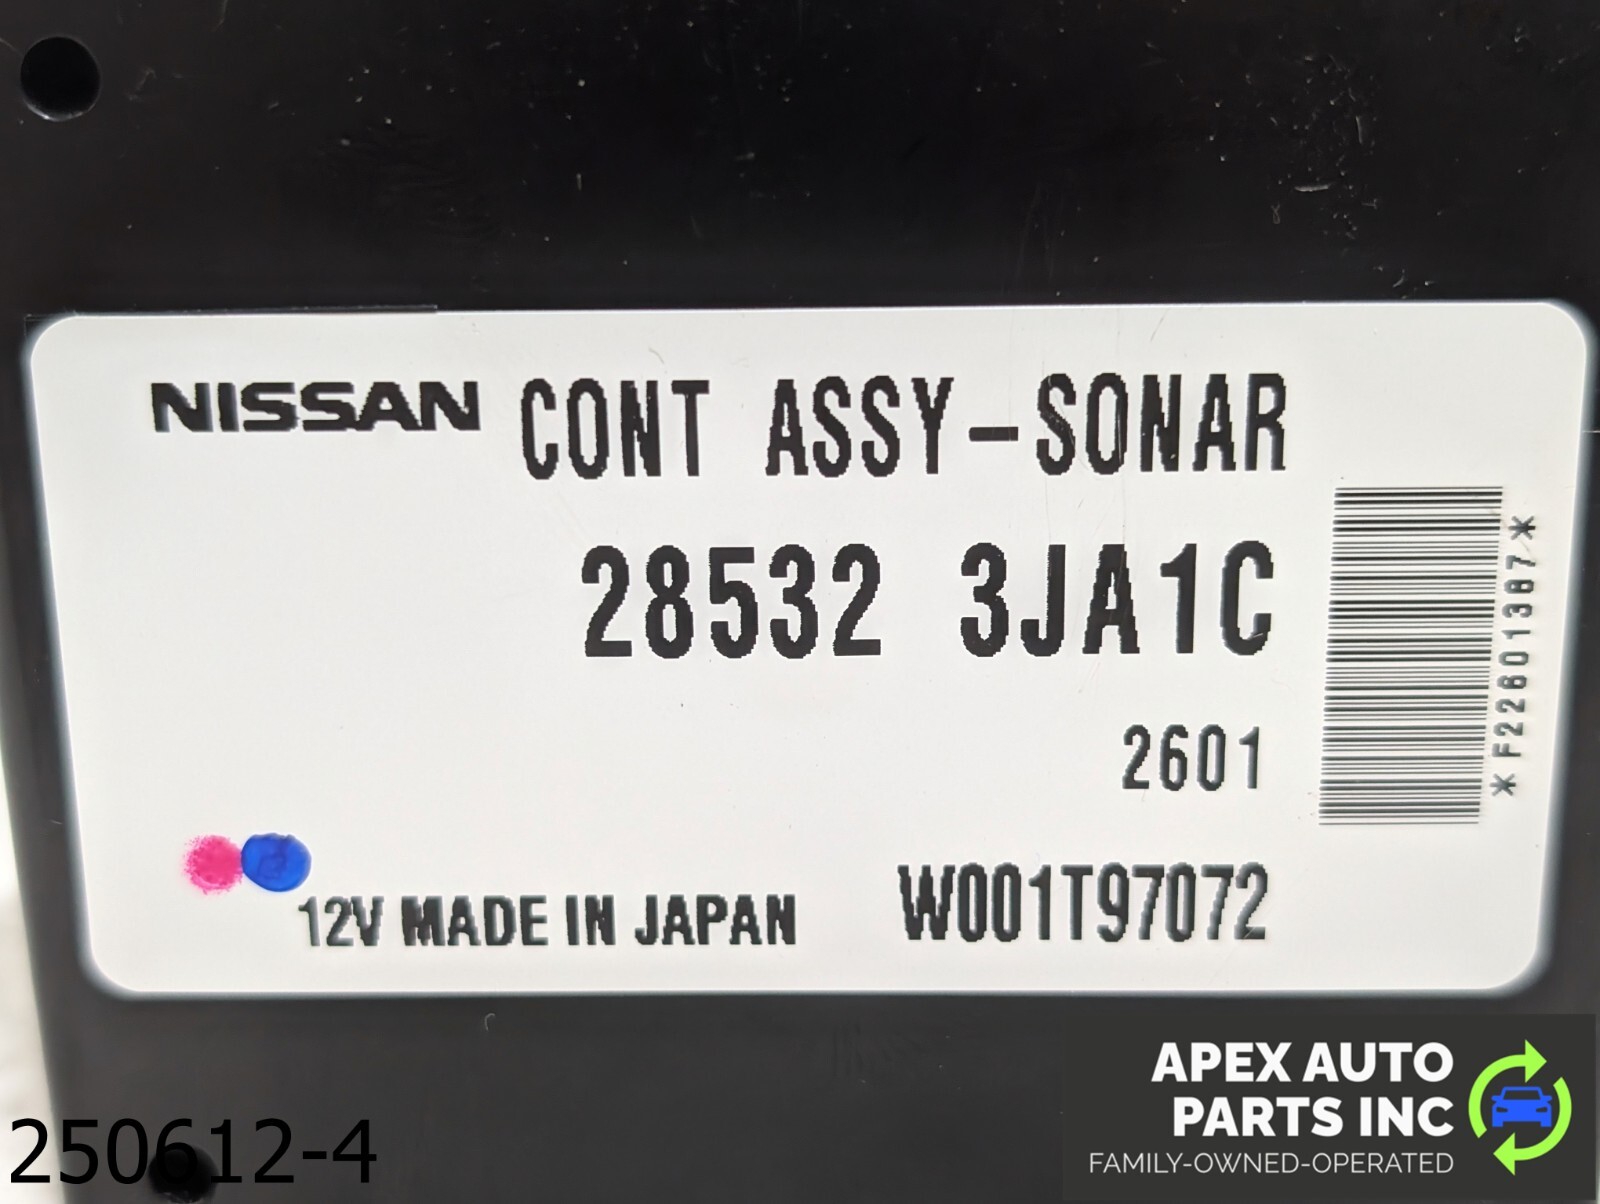 NISSAN CONT ASSY-SONAR
28532 3JA1C
*F22601367*
2601
12V MADE IN JAPAN W001T97072
APEX AUTO
PARTS INC
FAMILY-OWNED-OPERATED
250612-4